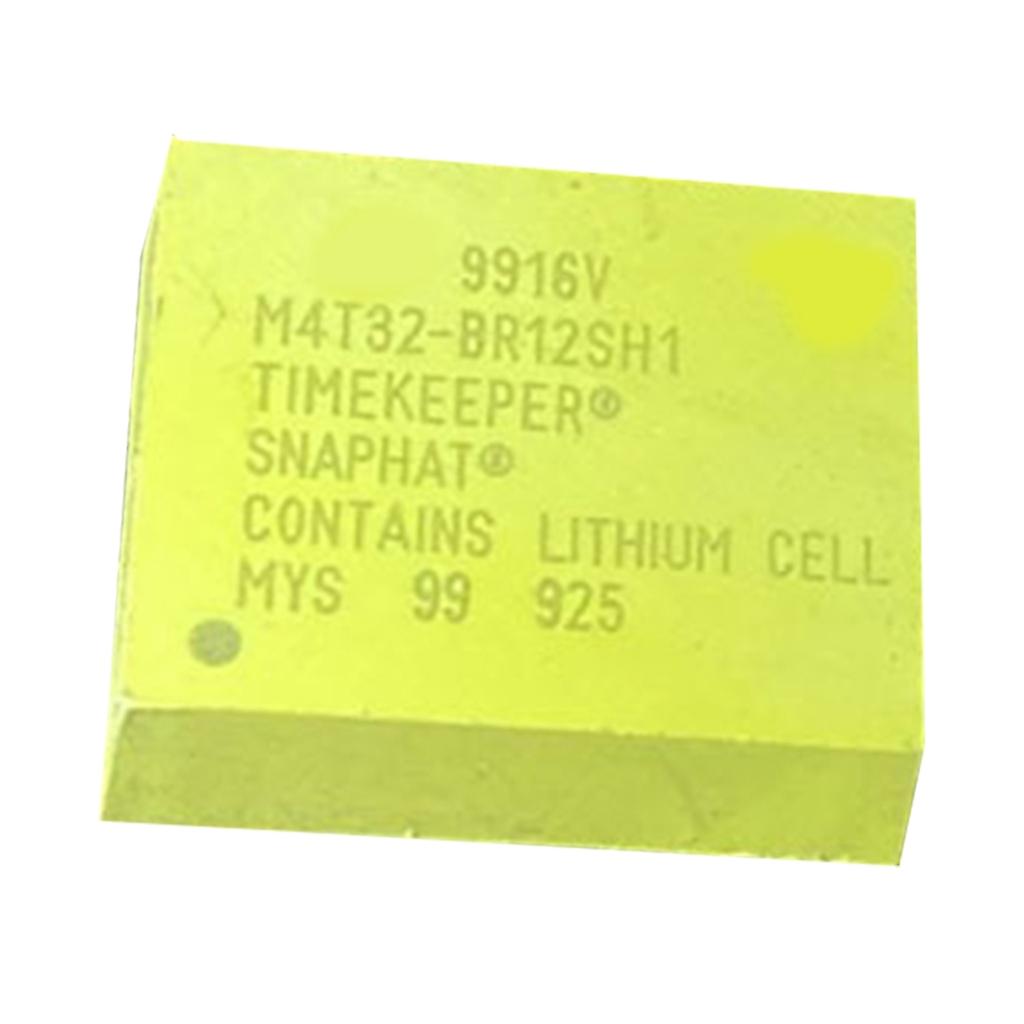 9916V
M4T32-BR12SH1
TIMEKEEPER®
SNAPHAT®
CONTAINS LITHIUM CELL
MYS 99 925